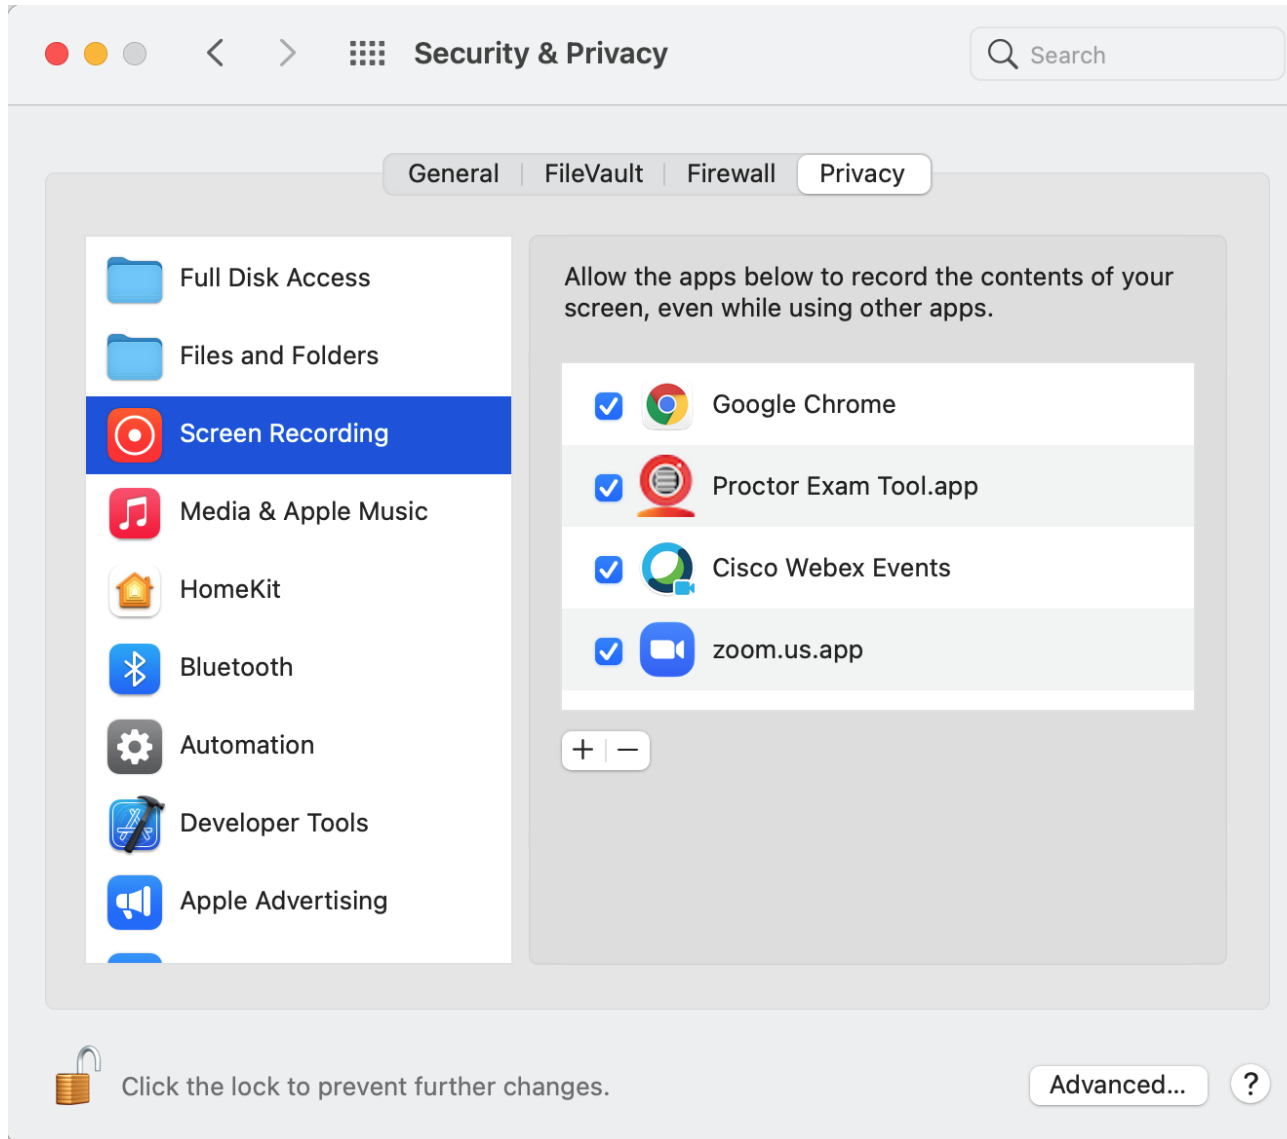 Security & Privacy
Search
General
FileVault
Firewall
Privacy
Full Disk Access
Files and Folders
Screen Recording
Media & Apple Music
HomeKit
Bluetooth
Automation
Developer Tools
Apple Advertising
Allow the apps below to record the contents of your
screen, even while using other apps.
Google Chrome
Proctor Exam Tool.app
Cisco Webex Events
zoom.us.app
+ −
Click the lock to prevent further changes.
Advanced...
?